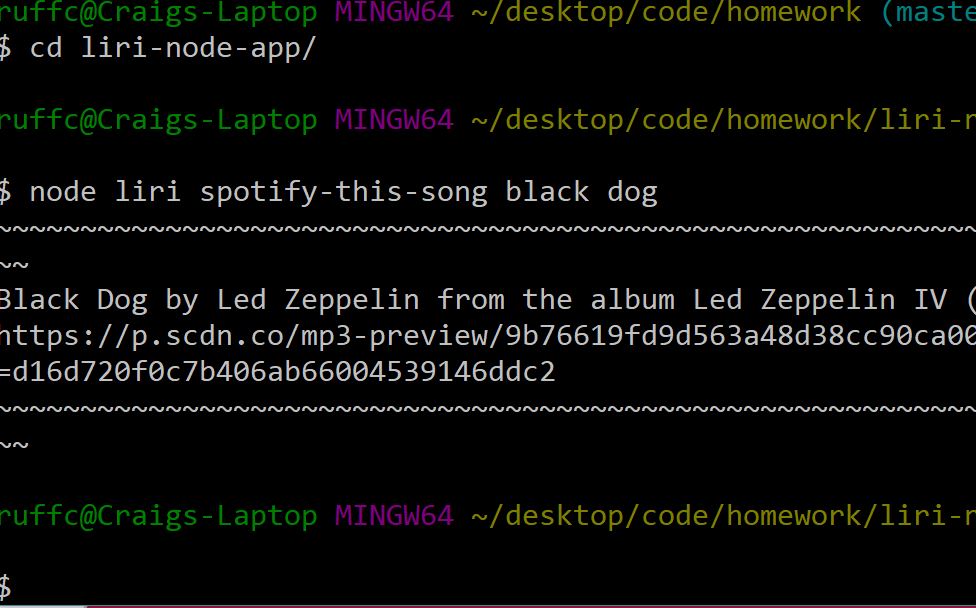 ruffc@Craigs-Laptop MINGW64 ~/desktop/code/homework (maste
$ cd liri-node-app/
ruffc@Craigs-Laptop MINGW64 ~/desktop/code/homework/liri-n
$ node liri spotify-this-song black dog
~~~~~~~~~~~~~~~~~~~~~~~~~~~~~~~~~~~~~~~~~~~~~~~~~~~~~~~~~~
~~
Black Dog by Led Zeppelin from the album Led Zeppelin IV (
https://p.scdn.co/mp3-preview/9b76619fd9d563a48d38cc90ca00
=d16d720f0c7b406ab66004539146ddc2
~~~~~~~~~~~~~~~~~~~~~~~~~~~~~~~~~~~~~~~~~~~~~~~~~~~~~~~~~~
~~
ruffc@Craigs-Laptop MINGW64 ~/desktop/code/homework/liri-n
$